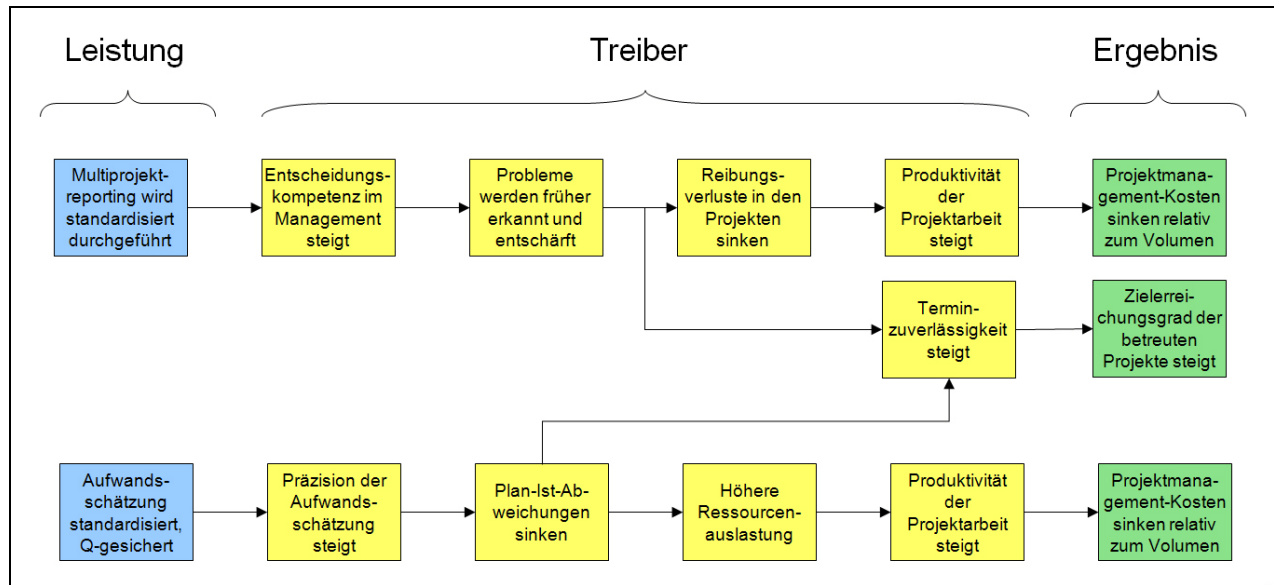 Leistung
Treiber
Ergebnis
Multiprojekt-
reporting wird
standardisiert
durchgeführt
Entscheidungs-
kompetenz im
Management
steigt
Probleme
werden früher
erkannt und
entschärft
Reibungs-
verluste in den
Projekten
sinken
Produktivität
der
Projektarbeit
steigt
Projektmana-
gement-Kosten
sinken relativ
zum Volumen
Termin-
zuverlässigkeit
steigt
Zielerrei-
chungsgrad der
betreuten
Projekte steigt
Aufwands-
schätzung
standardisiert,
Q-gesichert
Präzision der
Aufwands-
schätzung
steigt
Plan-Ist-Ab-
weichungen
sinken
Höhere
Ressourcen-
auslastung
Produktivität
der
Projektarbeit
steigt
Projektmana-
gement-Kosten
sinken relativ
zum Volumen